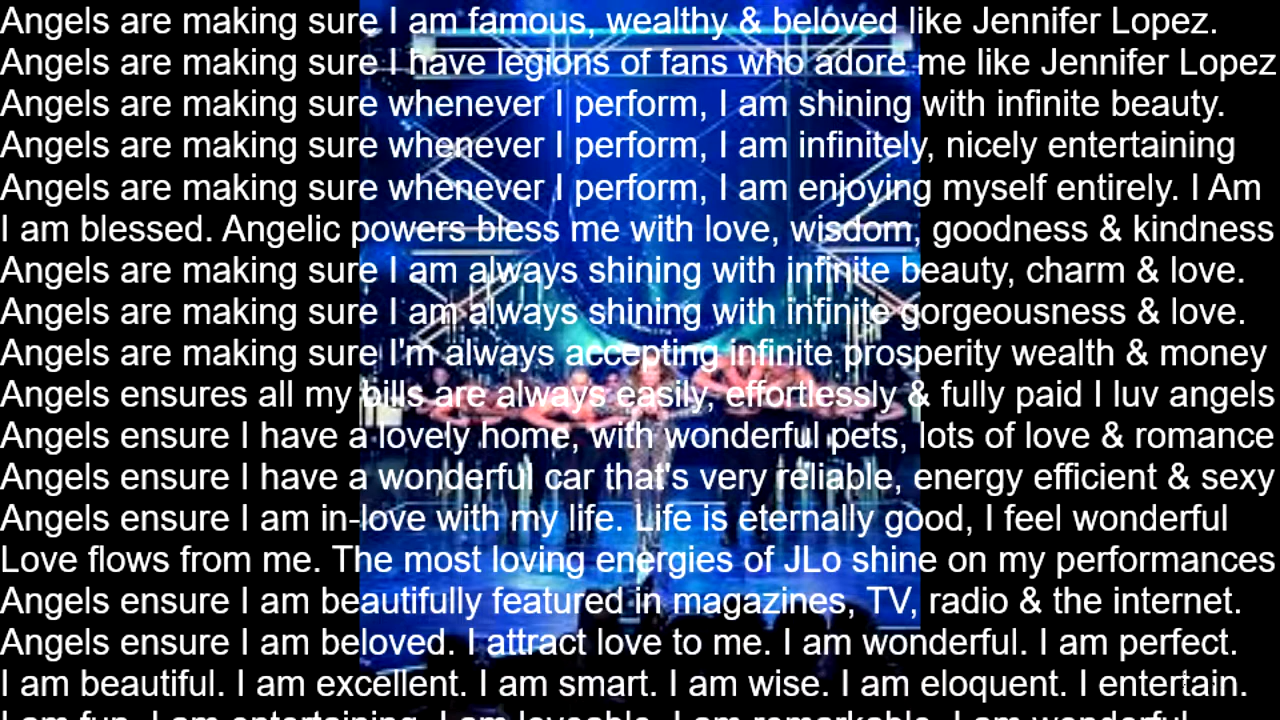 Angels are making sure I am famous, wealthy & beloved like Jennifer Lopez.
Angels are making sure I have legions of fans who adore me like Jennifer Lopez
Angels are making sure whenever I perform, I am shining with infinite beauty.
Angels are making sure whenever I perform, I am infinitely, nicely entertaining
Angels are making sure whenever I perform, I am enjoying myself entirely. I Am
I am blessed. Angelic powers bless me with love, wisdom, goodness & kindness
Angels are making sure I am always shining with infinite beauty, charm & love.
Angels are making sure I am always shining with infinite gorgeousness & love.
Angels are making sure I'm always accepting infinite prosperity wealth & money
Angels ensures all my bills are always easily, effortlessly & fully paid I luv angels
Angels ensure I have a lovely home, with wonderful pets, lots of love & romance
Angels ensure I have a wonderful car that's very reliable, energy efficient & sexy
Angels ensure I am in-love with my life. Life is eternally good, I feel wonderful
Love flows from me. The most loving energies of JLo shine on my performances
Angels ensure I am beautifully featured in magazines, TV, radio & the internet.
Angels ensure I am beloved. I attract love to me. I am wonderful. I am perfect.
I am beautiful. I am excellent. I am smart. I am wise. I am eloquent. I entertain.
I am fun. I am entertaining. I am loveable. I am remarkable. I am wonderful